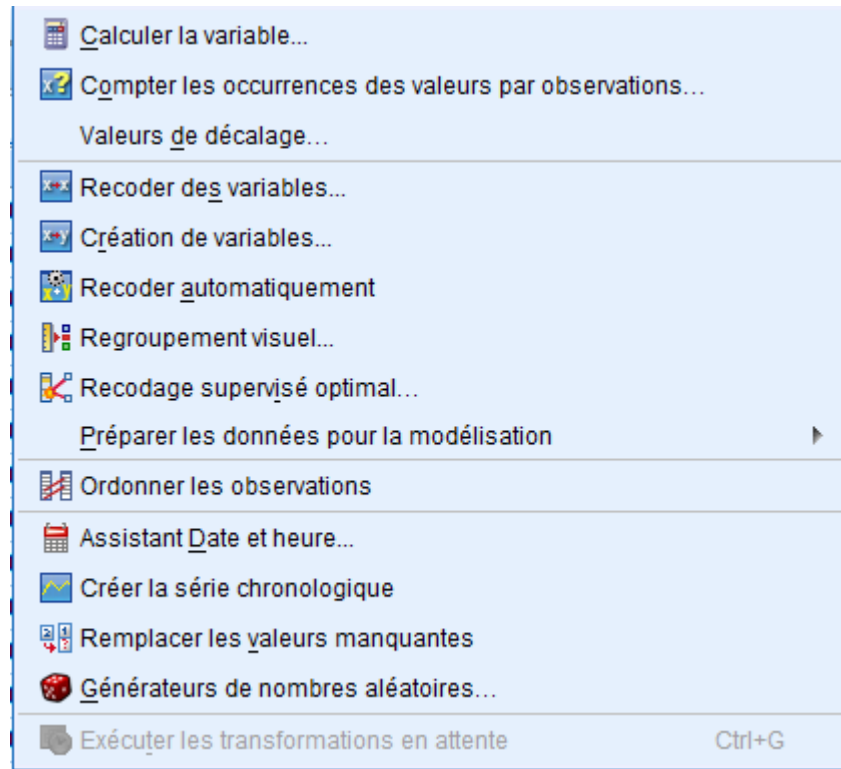 Calculer la variable...
Compter les occurrences des valeurs par observations...
Valeurs de décalage...
Recoder des variables...
Création de variables...
Recoder automatiquement
Regroupement visuel...
Recodage supervisé optimal...
Préparer les données pour la modélisation
Ordonner les observations
Assistant Date et heure...
Créer la série chronologique
Remplacer les valeurs manquantes
Générateurs de nombres aléatoires...
Exécuter les transformations en attente Ctrl+G